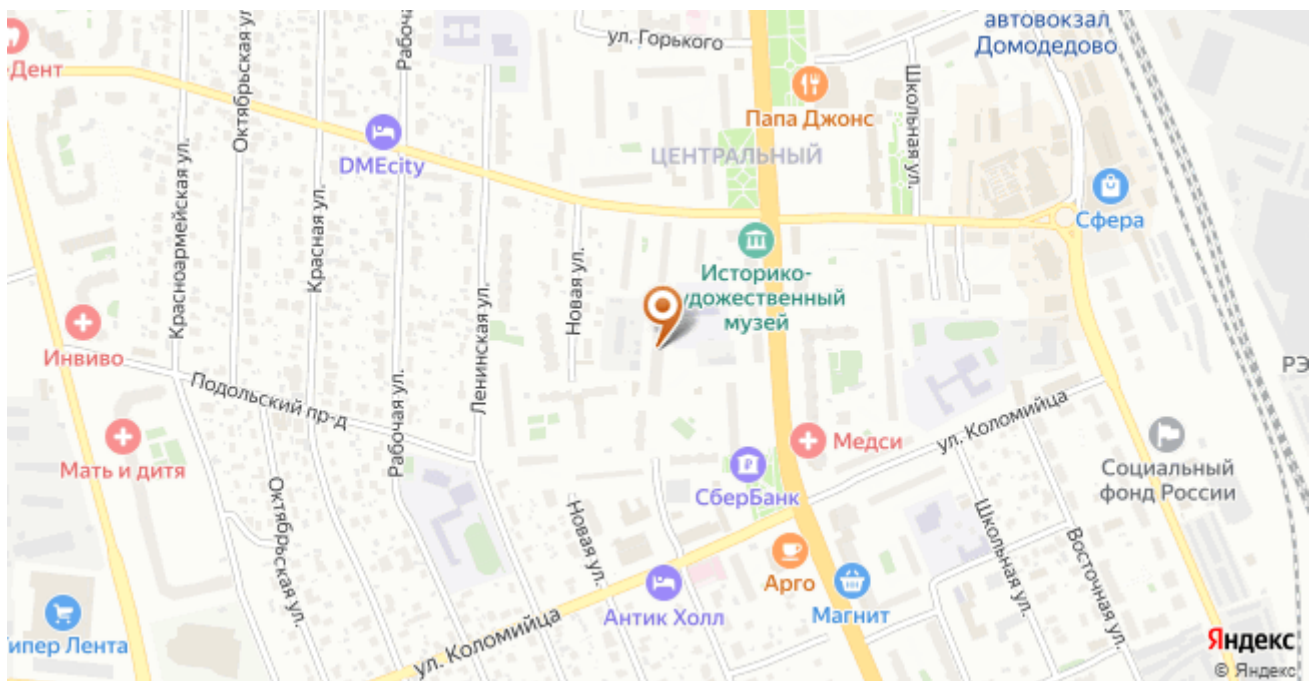 ул. Горького
автовокзал
Домодедово
-Дент
Октябрьская ул
Рабоча
Папа Джонс
Школьная ул.
DMEcity
ЦЕНТРАЛЬНЫЙ
Красноармейская ул.
Красная ул.
Сфера
Историко-
удожественный
музей
Новая ул.
Ленинская ул.
Инвиво
РЭ
Подольский пр-д
Рабочая ул.
ул. Коломийца
Медси
Мать и дитя
СберБанк
Социальный
фонд России
Октябрьская ул.
Новая ул.
Школьная ул.
Восточная ул.
Арго
Антик Холл
Магнит
ул. Коломийца
ипер Лента
Яндекс
© Яндекс